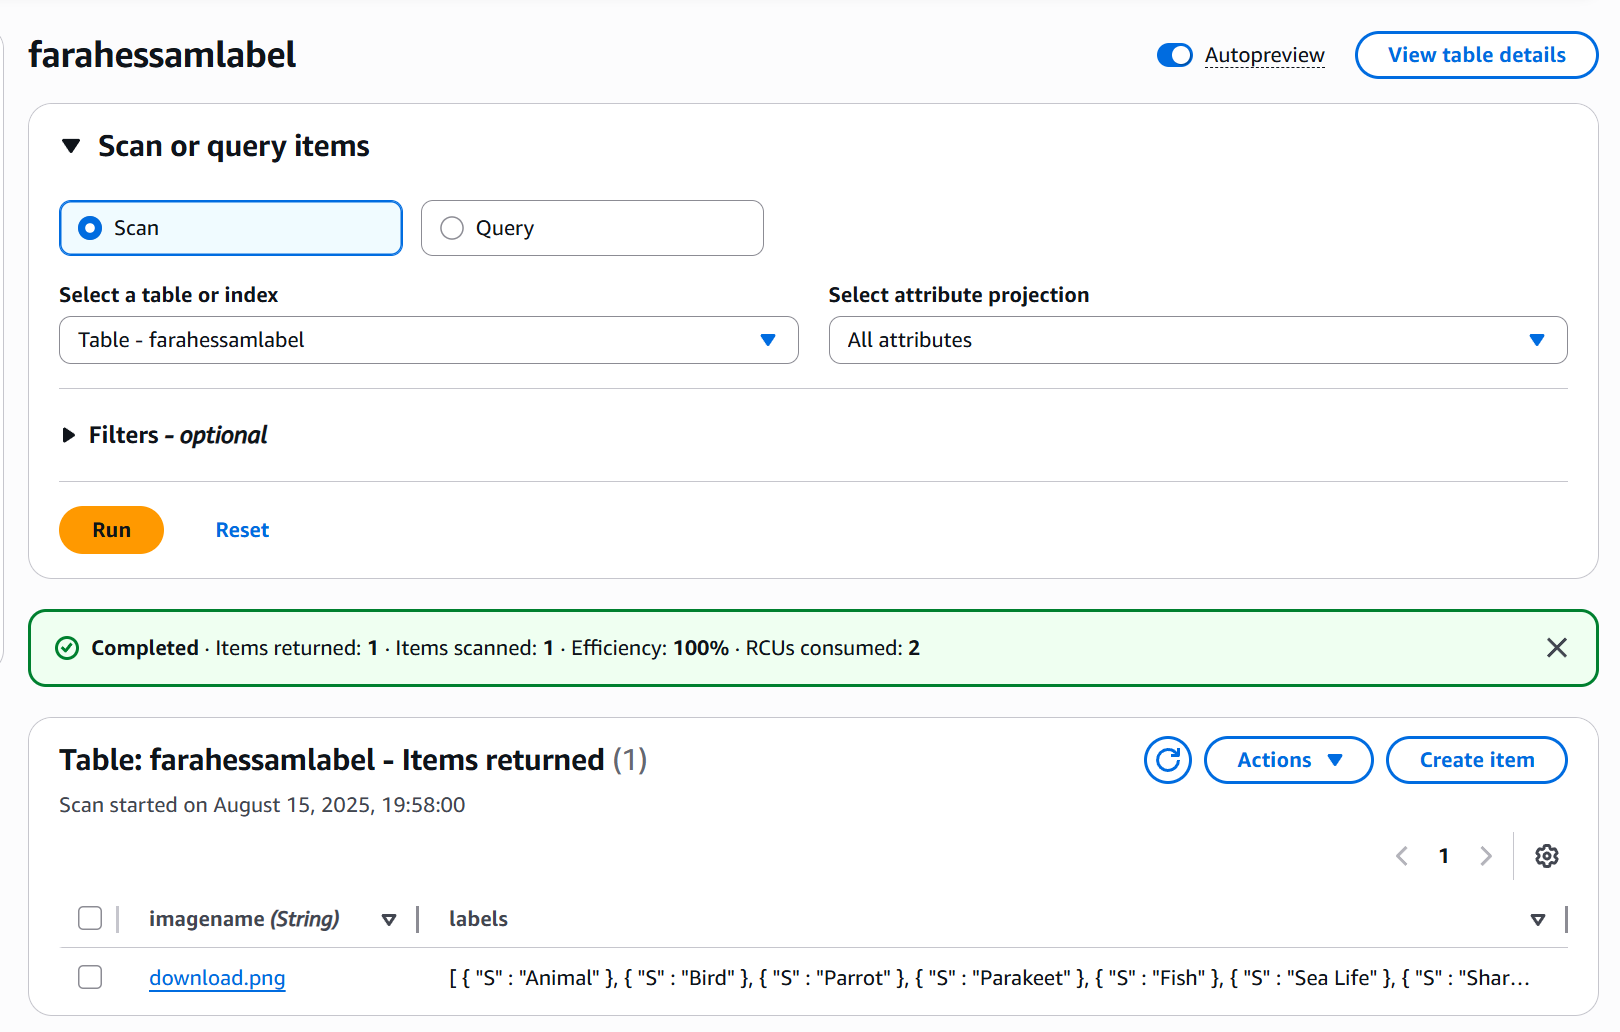 farahessamlabel
Autopreview
View table details
Scan or query items
Scan
Query
Select a table or index
Select attribute projection
Table - farahessamlabel
All attributes
Filters - optional
Run
Reset
Completed · Items returned: 1 · Items scanned: 1 · Efficiency: 100% · RCUs consumed: 2
Table: farahessamlabel - Items returned (1)
Actions
Create item
Scan started on August 15, 2025, 19:58:00
1
imagename (String)
labels
download.png
[ { "S" : "Animal" }, { "S" : "Bird" }, { "S" : "Parrot" }, { "S" : "Parakeet" }, { "S" : "Fish" }, { "S" : "Sea Life" }, { "S" : "Shar…